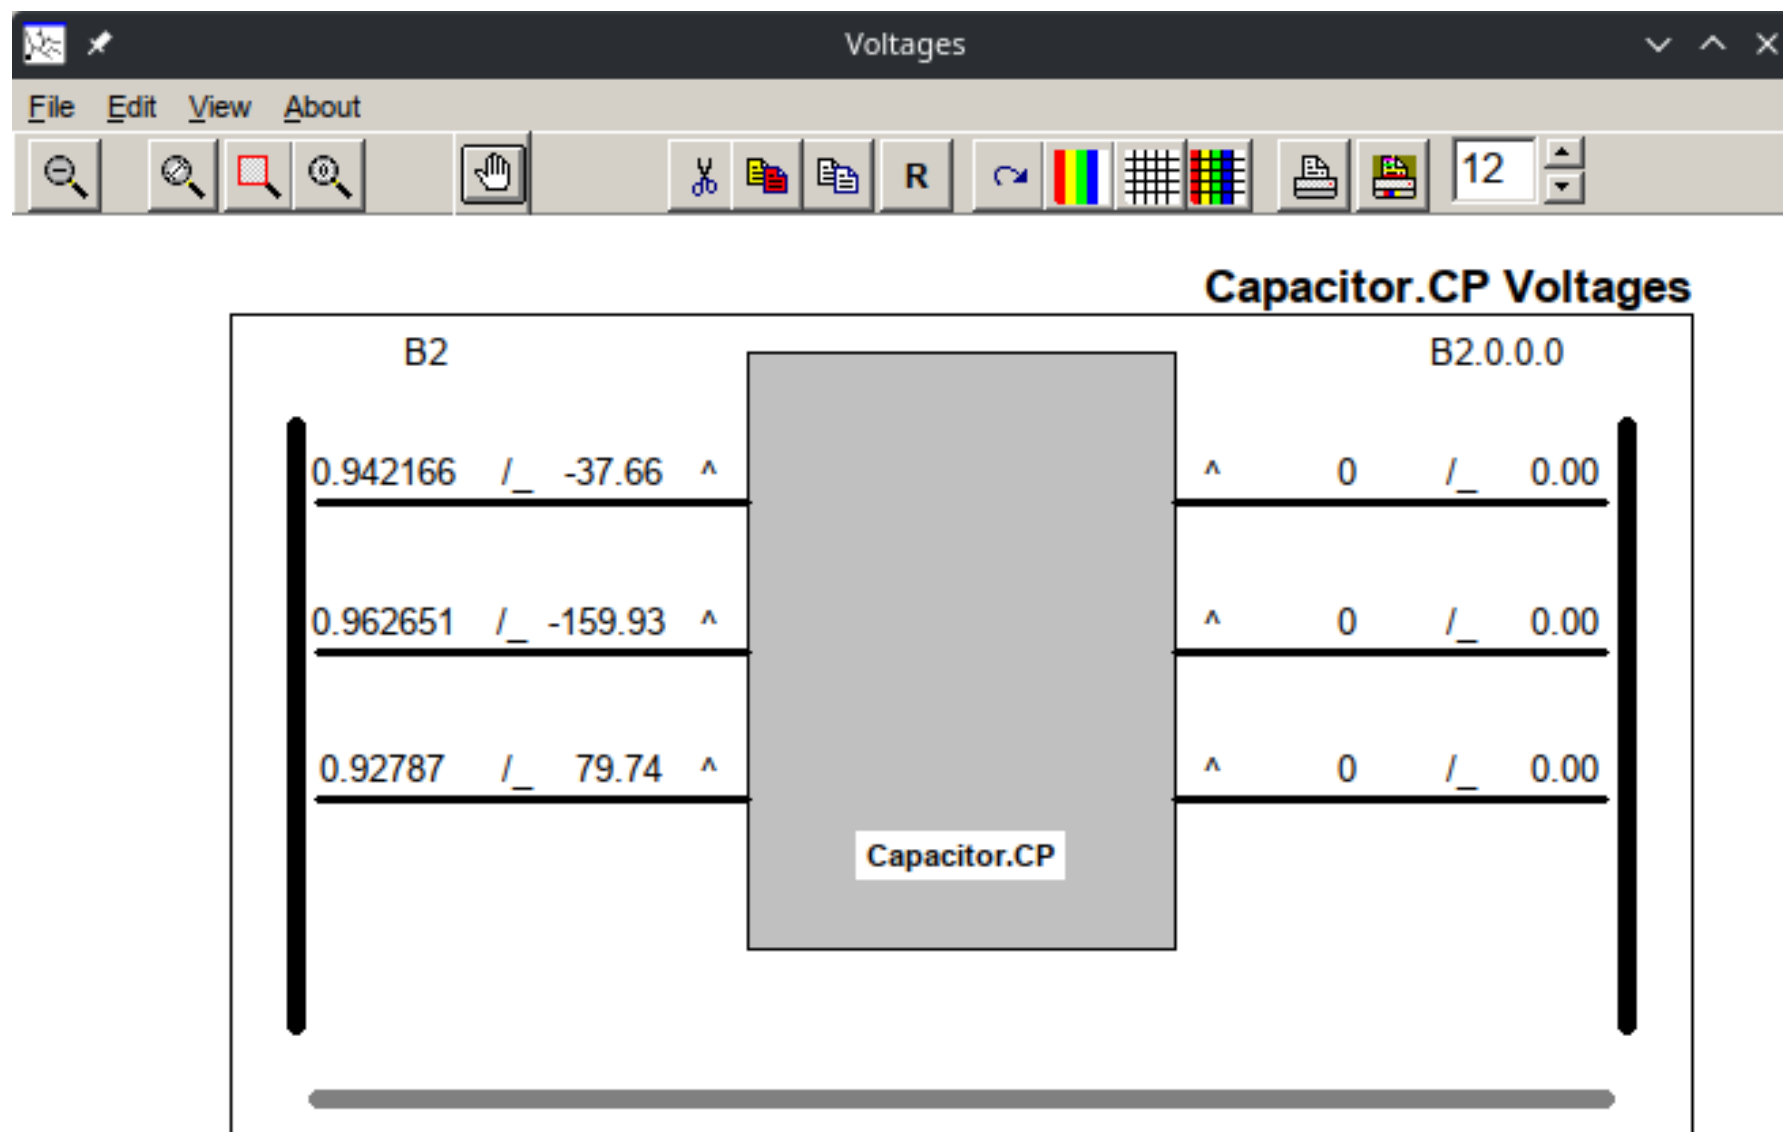 Voltages
File Edit View About
R 12
Capacitor.CP Voltages
B2 B2.0.0.0
0.942166 /_ -37.66 ^ ^ 0 /_ 0.00
0.962651 /_ -159.93 ^ ^ 0 /_ 0.00
0.92787 /_ 79.74 ^ ^ 0 /_ 0.00
Capacitor.CP